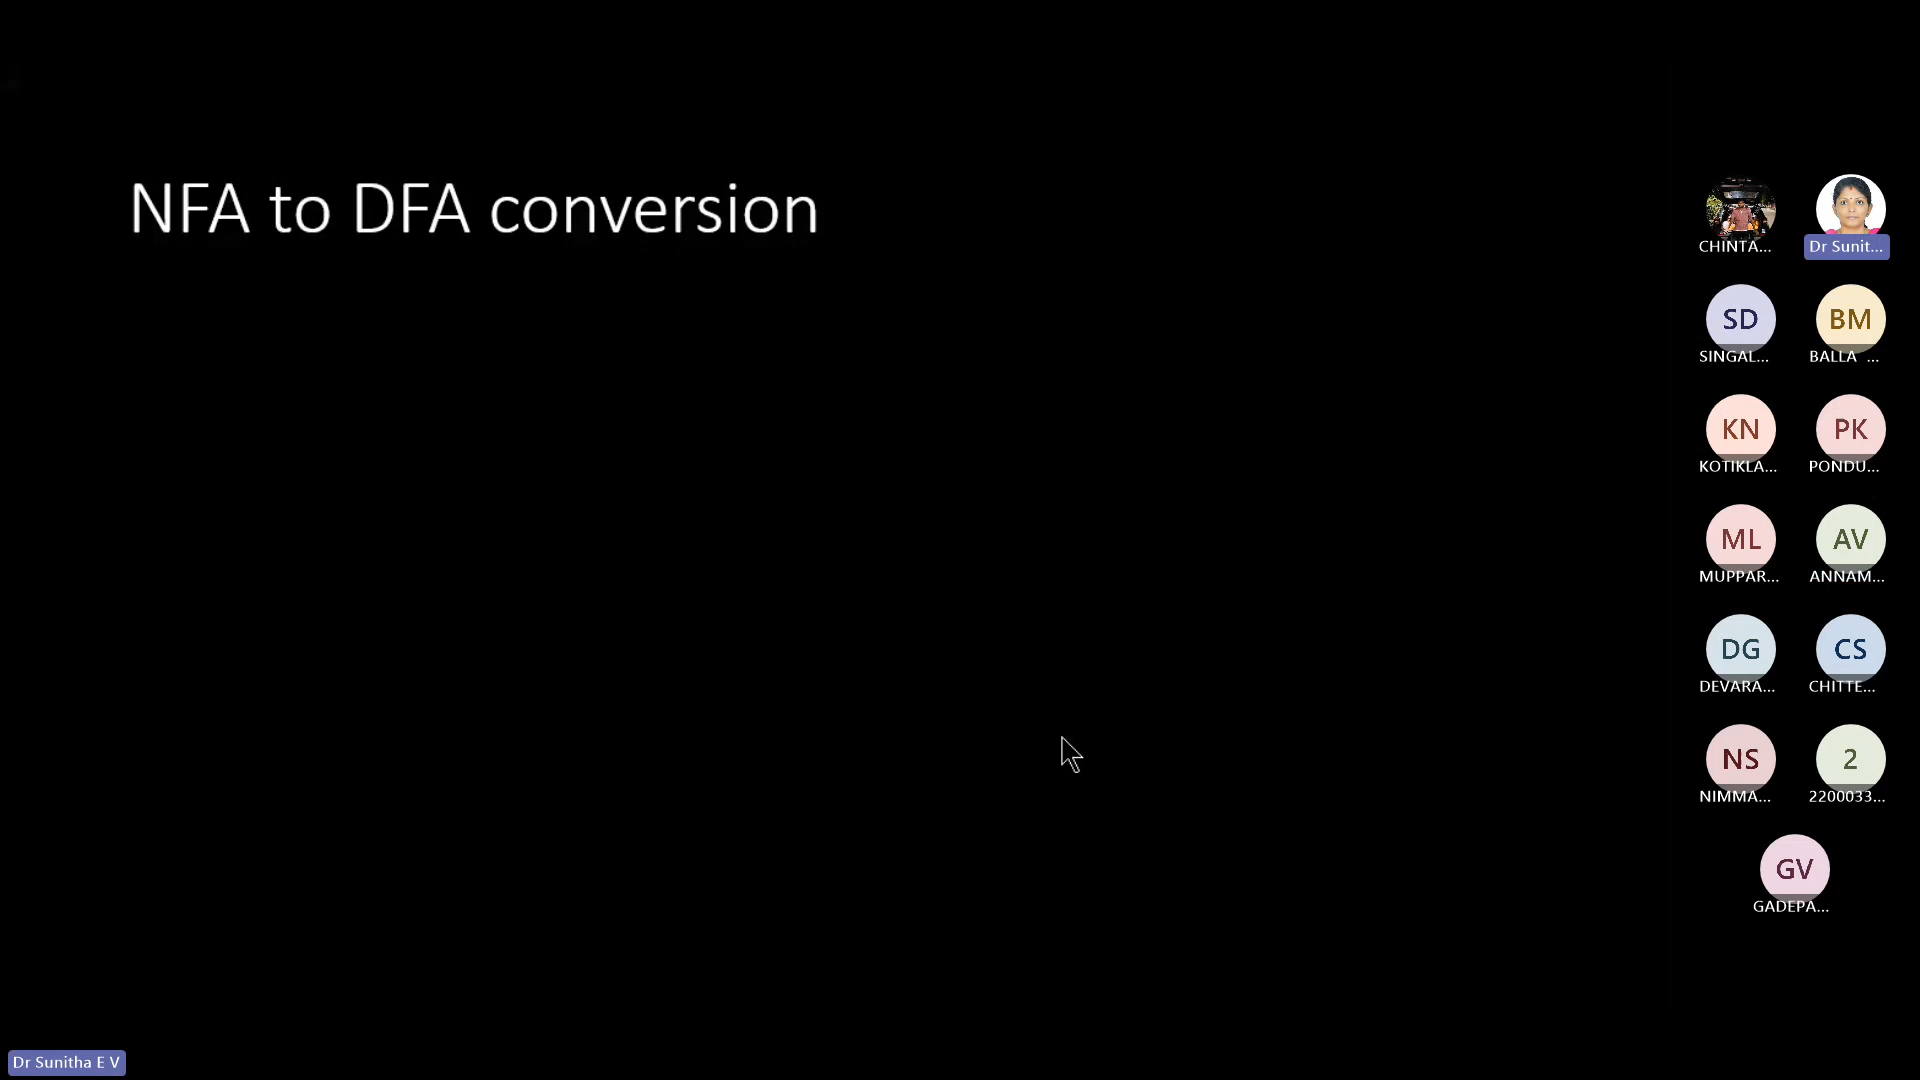 NFA to DFA conversion
CHINTA...
Dr Sunit...
SD
BM
SINGAL...
BALLA ...
KN
PK
KOTIKLA...
PONDU...
ML
AV
MUPPAR...
ANNAM...
DG
CS
DEVARA...
CHITTE...
NS
2
NIMMA...
2200033...
GV
GADEPA...
Dr Sunitha E V